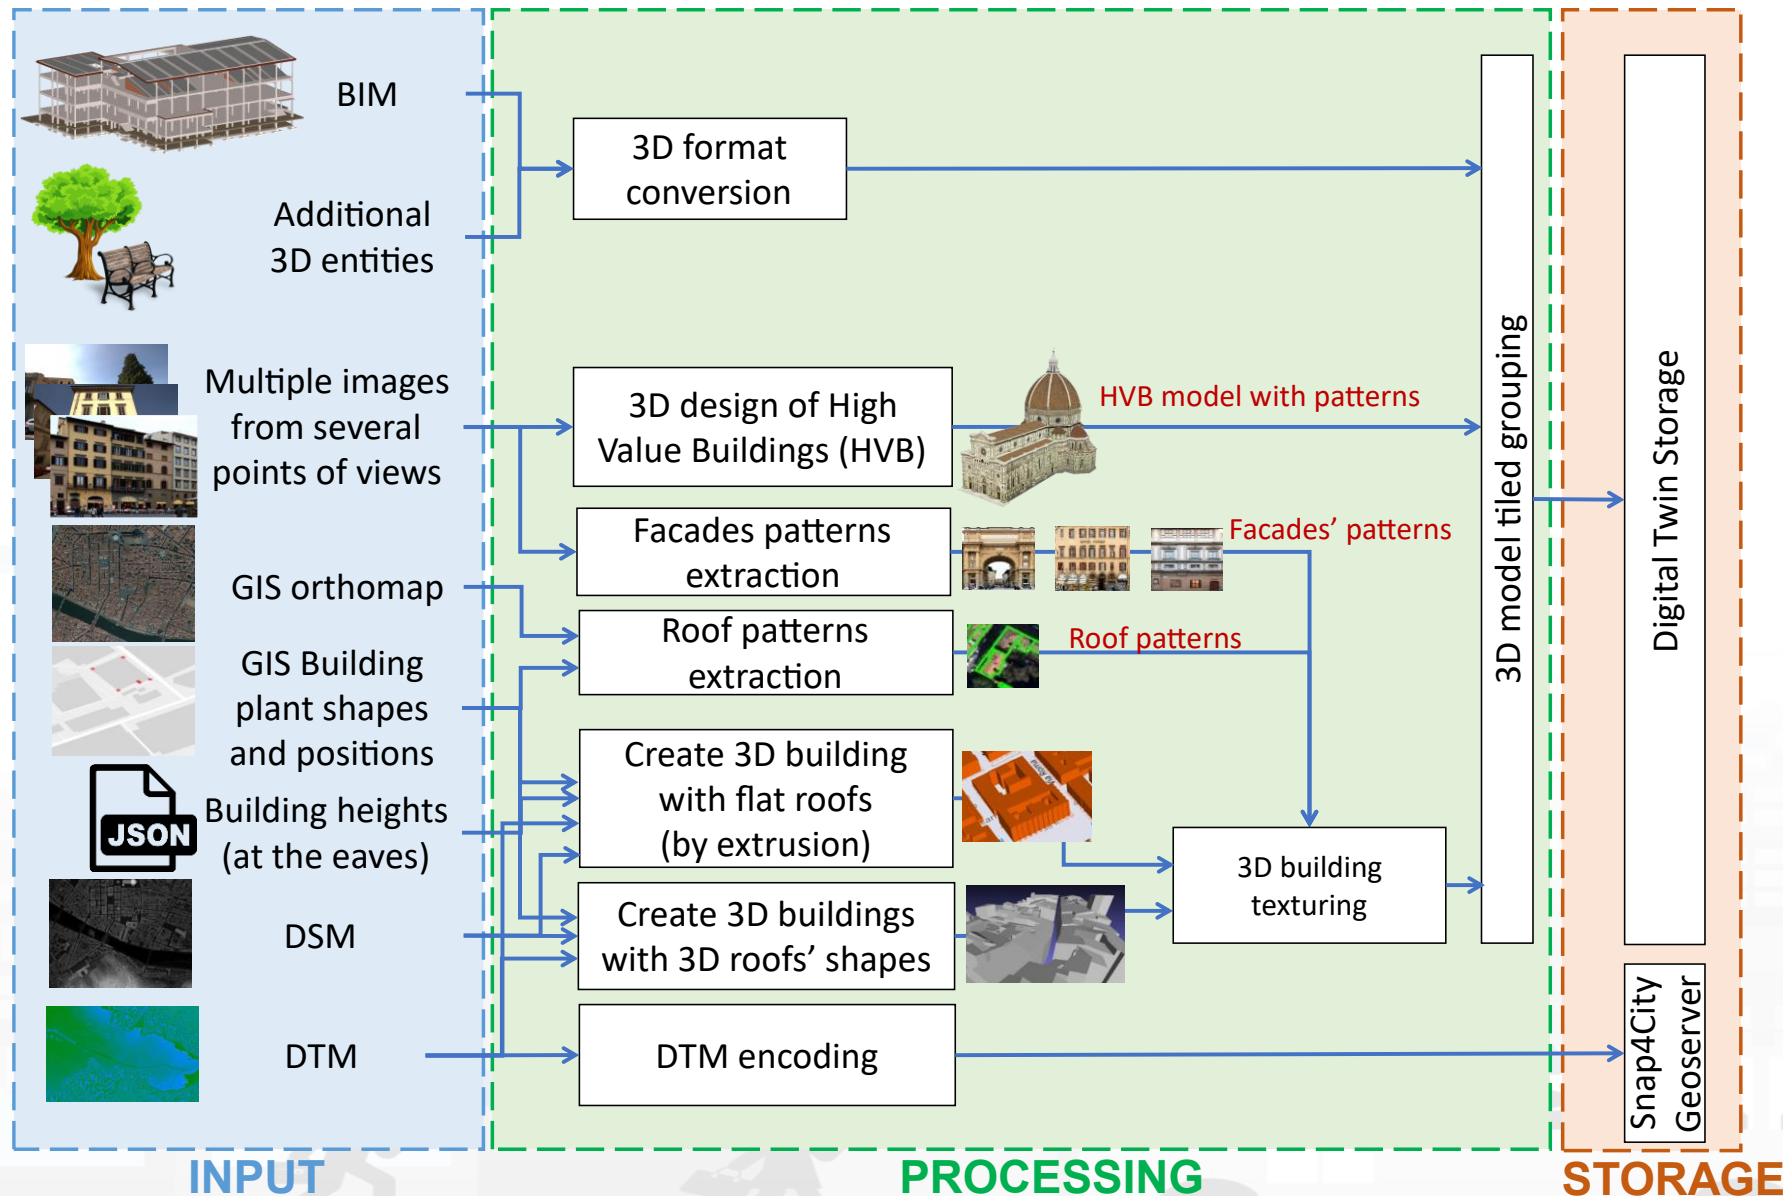 BIM
Additional
3D entities
Multiple images
from several
points of views
GIS orthomap
GIS Building
plant shapes
and positions
JSON
Building heights
(at the eaves)
DSM
DTM
INPUT
3D format
conversion
3D design of High
Value Buildings (HVB)
HVB model with patterns
Facades patterns
extraction
Facades' patterns
Roof patterns
extraction
Roof patterns
Create 3D building
with flat roofs
(by extrusion)
Create 3D buildings
with 3D roofs' shapes
3D building
texturing
DTM encoding
3D model tiled grouping
PROCESSING
Digital Twin Storage
Snap4City
Geoserver
STORAGE